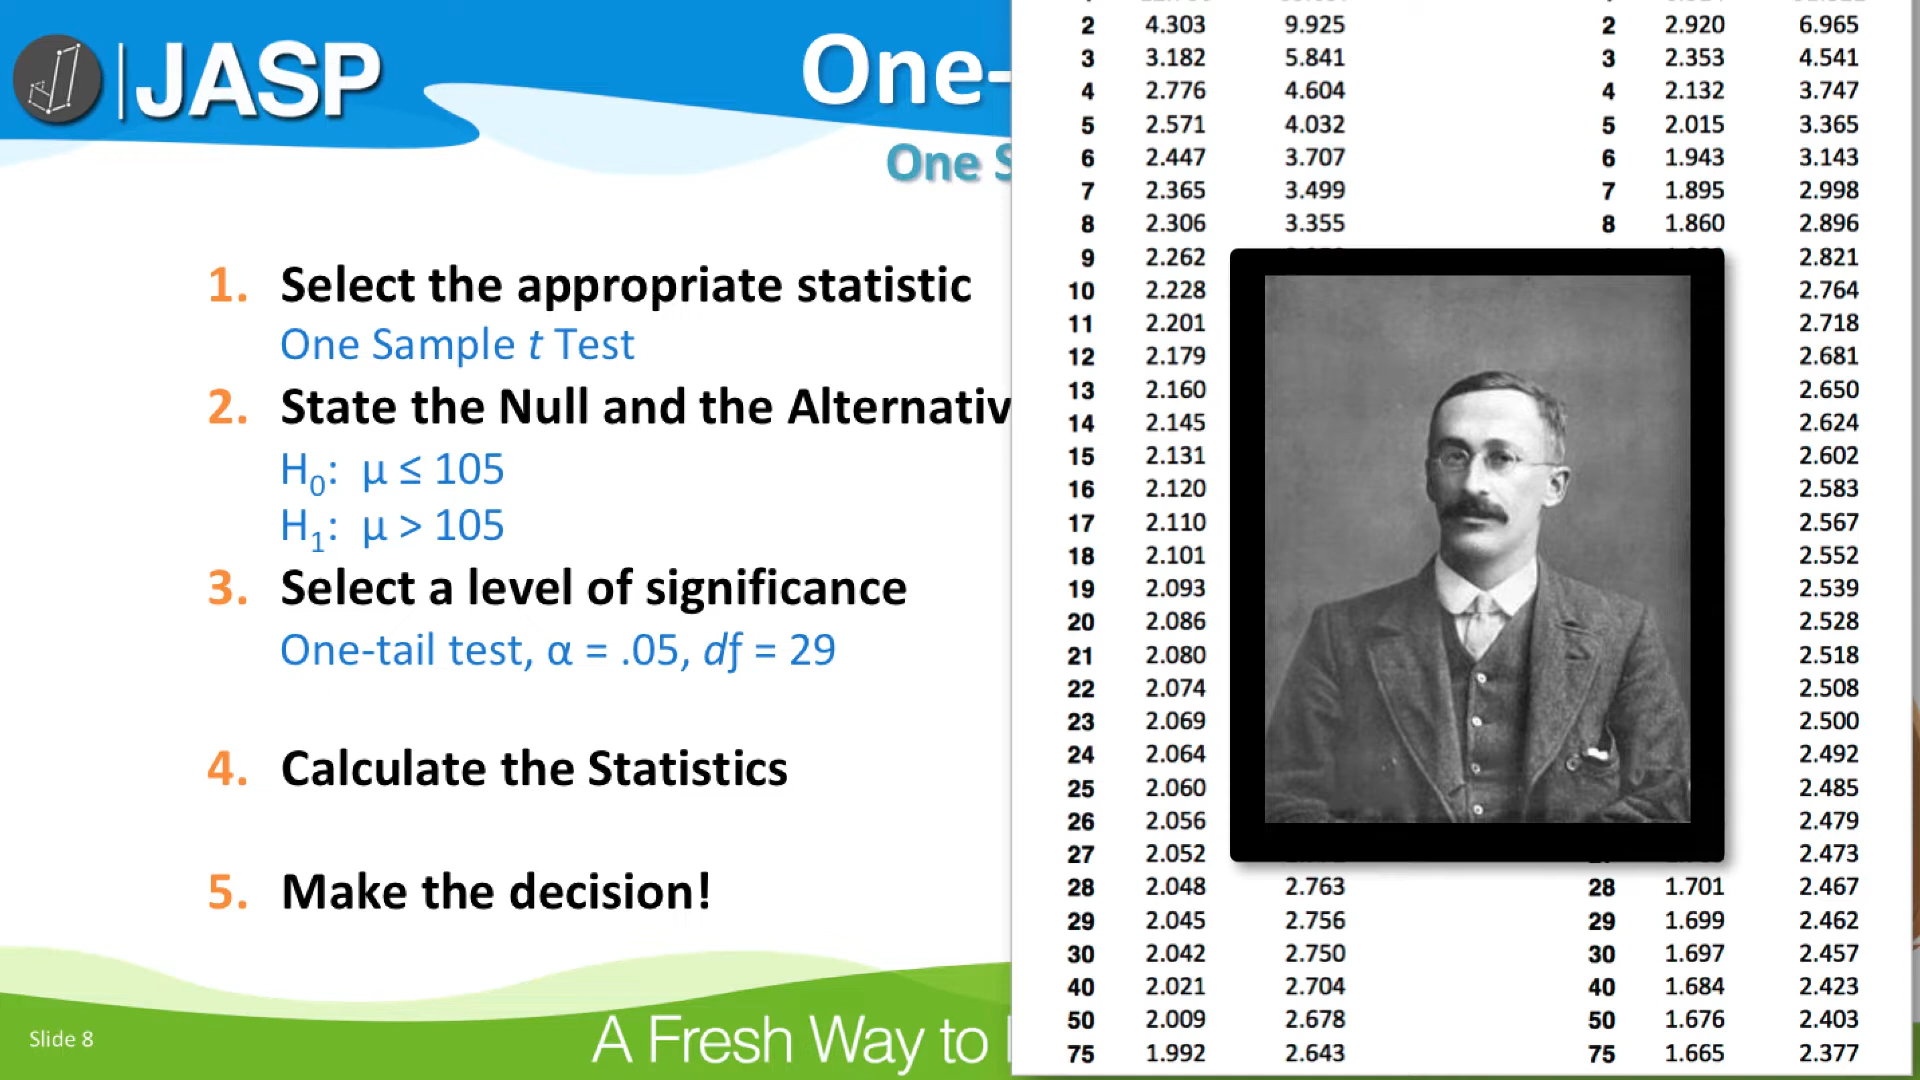 JASP
One-
One S
1. Select the appropriate statistic
One Sample t Test
2. State the Null and the Alternativ
H0: μ ≤ 105
H1: μ > 105
3. Select a level of significance
One-tail test, α = .05, df = 29
4. Calculate the Statistics
5. Make the decision!
Slide 8
A Fresh Way to
2 4.303 9.925 2 2.920 6.965
3 3.182 5.841 3 2.353 4.541
4 2.776 4.604 4 2.132 3.747
5 2.571 4.032 5 2.015 3.365
6 2.447 3.707 6 1.943 3.143
7 2.365 3.499 7 1.895 2.998
8 2.306 3.355 8 1.860 2.896
9 2.262 2.821
10 2.228 2.764
11 2.201 2.718
12 2.179 2.681
13 2.160 2.650
14 2.145 2.624
15 2.131 2.602
16 2.120 2.583
17 2.110 2.567
18 2.101 2.552
19 2.093 2.539
20 2.086 2.528
21 2.080 2.518
22 2.074 2.508
23 2.069 2.500
24 2.064 2.492
25 2.060 2.485
26 2.056 2.479
27 2.052 2.473
28 2.048 2.763 28 1.701 2.467
29 2.045 2.756 29 1.699 2.462
30 2.042 2.750 30 1.697 2.457
40 2.021 2.704 40 1.684 2.423
50 2.009 2.678 50 1.676 2.403
75 1.992 2.643 75 1.665 2.377